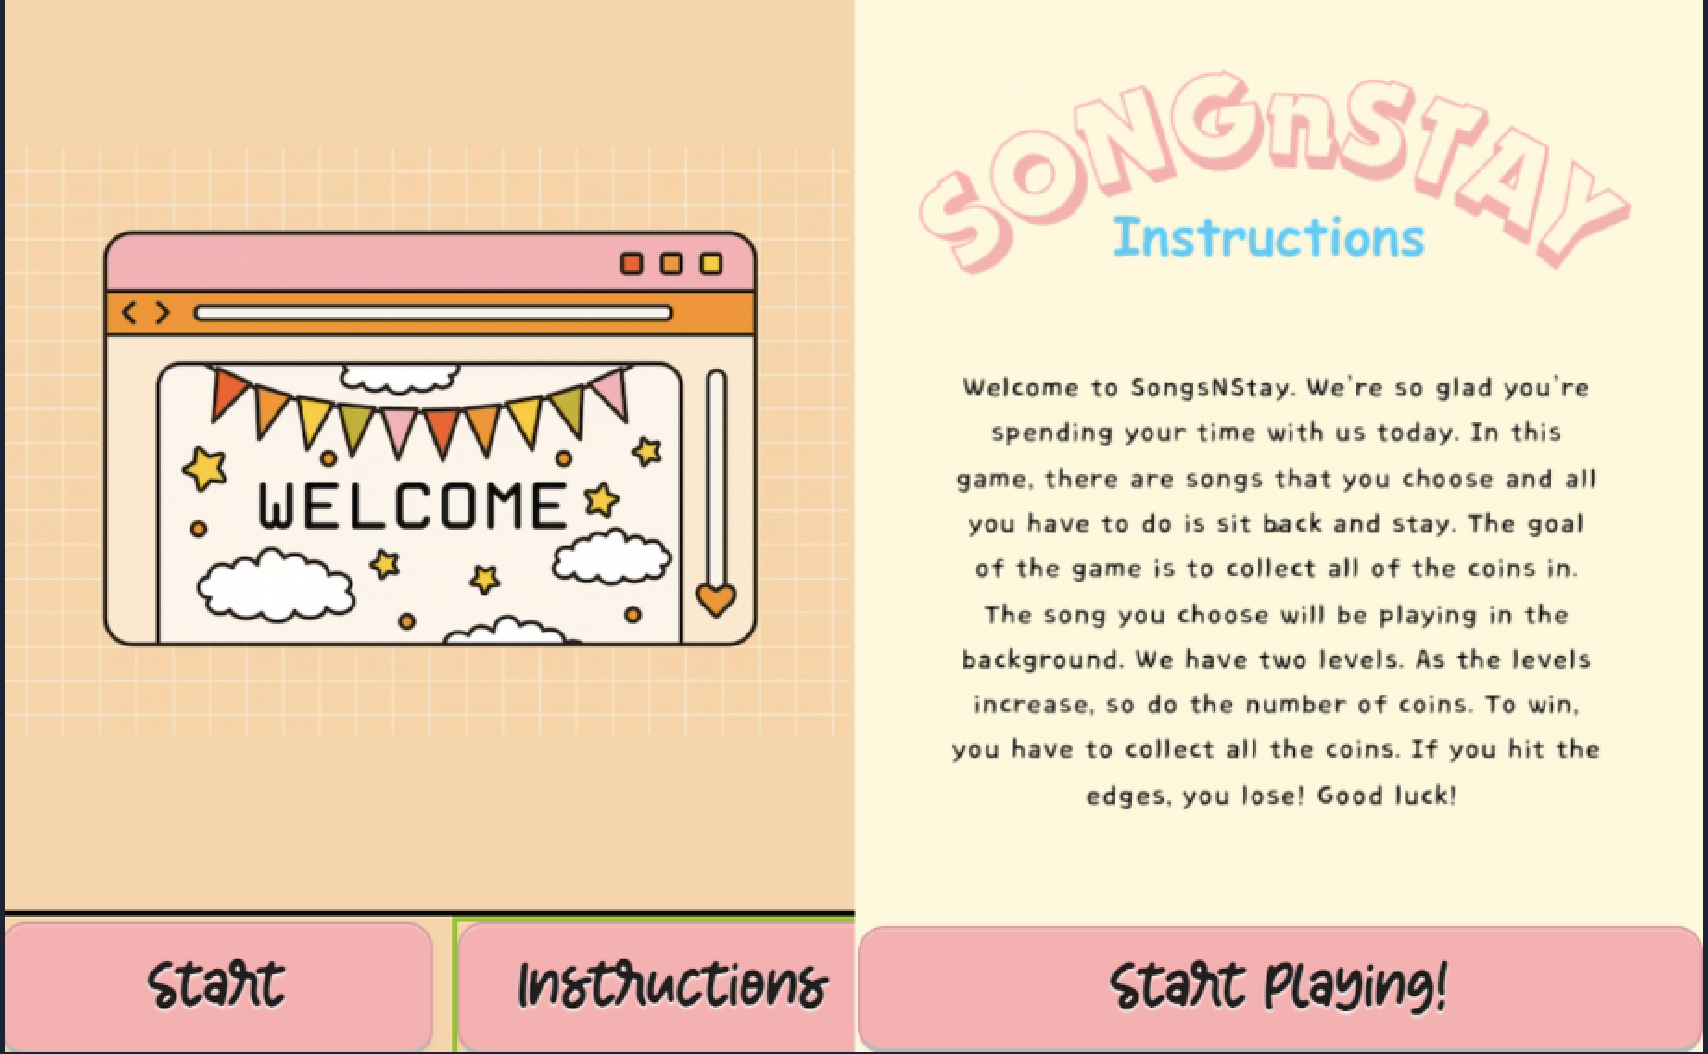 WELCOME
Start
Instructions
SONGnSTAY
Instructions
Welcome to SongsNStay. We're so glad you're
spending your time with us today. In this
game, there are songs that you choose and all
you have to do is sit back and stay. The goal
of the game is to collect all of the coins in.
The song you choose will be playing in the
background. We have two levels. As the levels
increase, so do the number of coins. To win,
you have to collect all the coins. If you hit the
edges, you lose! Good luck!
Start Playing!